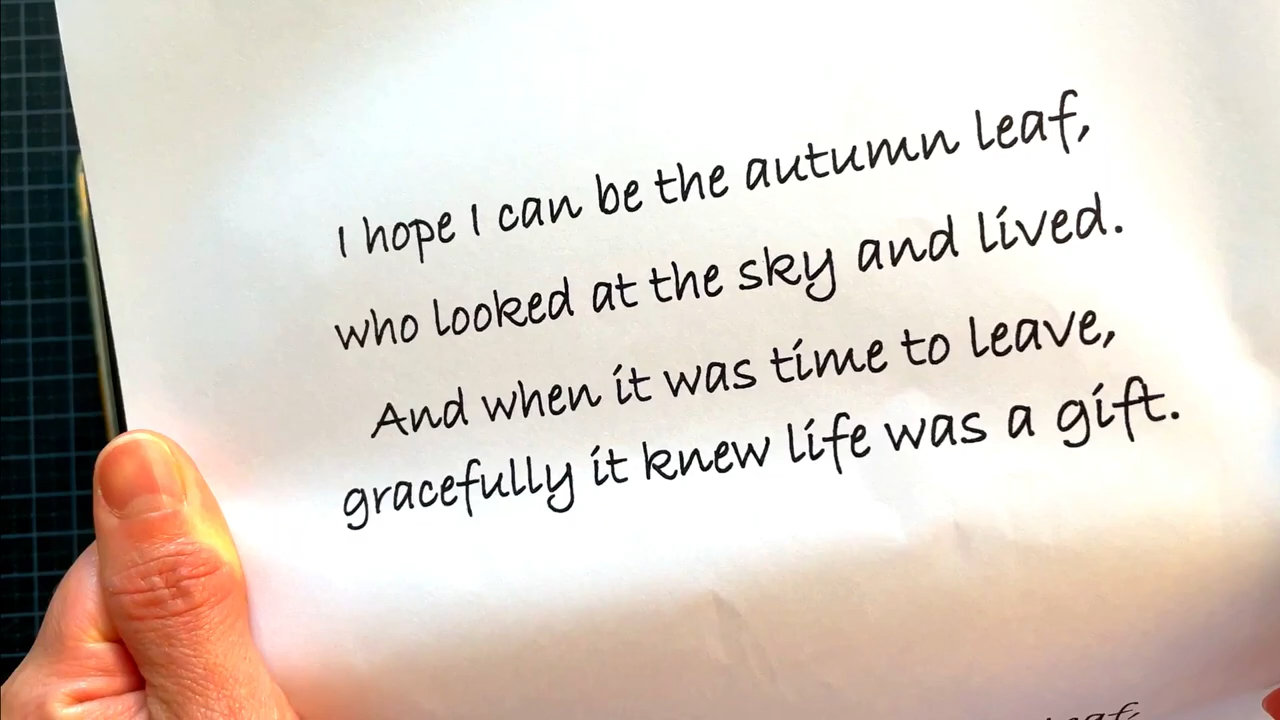 I hope I can be the autumn leaf,
who looked at the sky and lived.
And when it was time to leave,
gracefully it knew life was a gift.